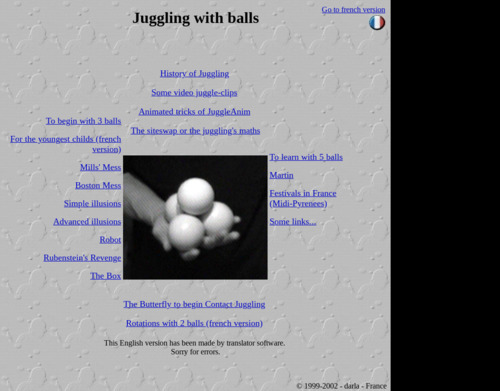 Go to french version
Juggling with balls
History of Juggling
Some video juggle-clips
Animated tricks of JuggleAnim
The siteswap or the juggling's maths
To begin with 3 balls
For the youngest childs (french
version)
Mills' Mess
Boston Mess
Simple illusions
Advanced illusions
Robot
Rubenstein's Revenge
The Box
To learn with 5 balls
Martin
Festivals in France
(Midi-Pyrenees)
Some links...
The Butterfly to begin Contact Juggling
Rotations with 2 balls (french version)
This English version has been made by translator software.
Sorry for errors.
© 1999-2002 - darla - France